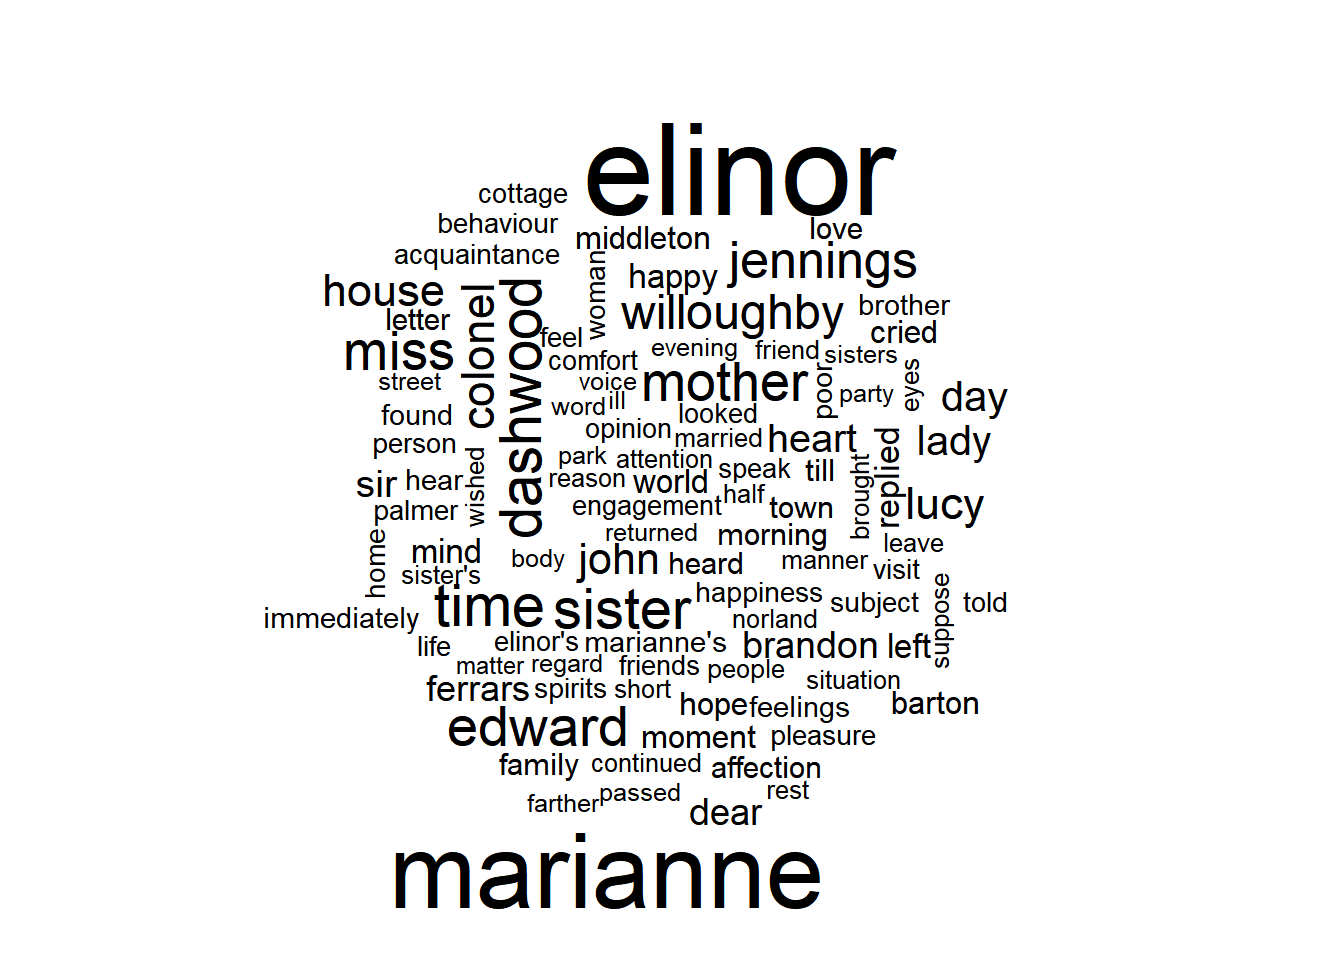 elinor
cottage
behaviour
love
middleton
acquaintance
jennings
woman
happy
house
colonel
dashwood
willoughby
brother
letter
cried
feel
miss
evening
friend
sisters
comfort
street
voice
mother
poor
party
eyes
day
word
ill
found
looked
opinion
married
heart
replied
lady
person
park
attention
speak
till
sir
hear
wished
reason
world
half
brought
lucy
palmer
engagement
town
returned
morning
leave
home
mind
body
john
heard
manner
visit
sister's
time
sister
happiness
subject
suppose
told
immediately
norland
life
elinor's
marianne's
brandon
left
matter
regard
friends
people
situation
ferrars
spirits
short
hope
feelings
barton
edward
moment
pleasure
family
continued
affection
farther
passed
rest
dear
marianne